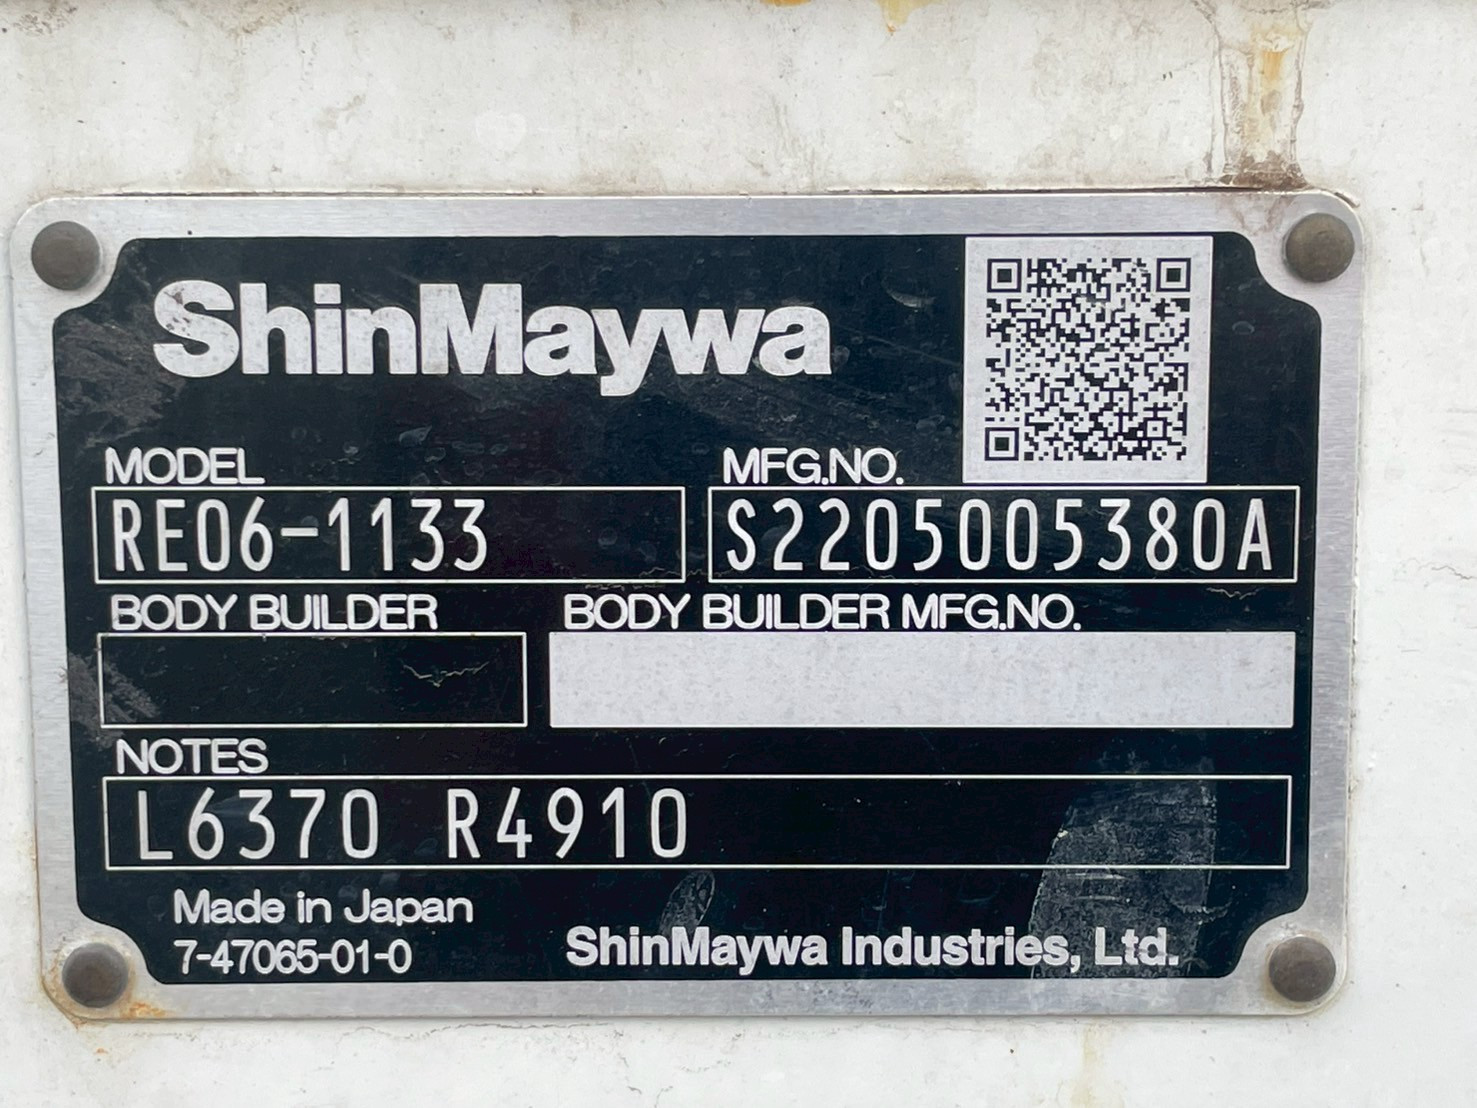 ShinMaywa
MODEL MFG.NO.
RE06-1133 S2205005380A
BODY BUILDER BODY BUILDER MFG.NO.
NOTES
L6370 R4910
Made in Japan
7-47065-01-0 ShinMaywa Industries, Ltd.